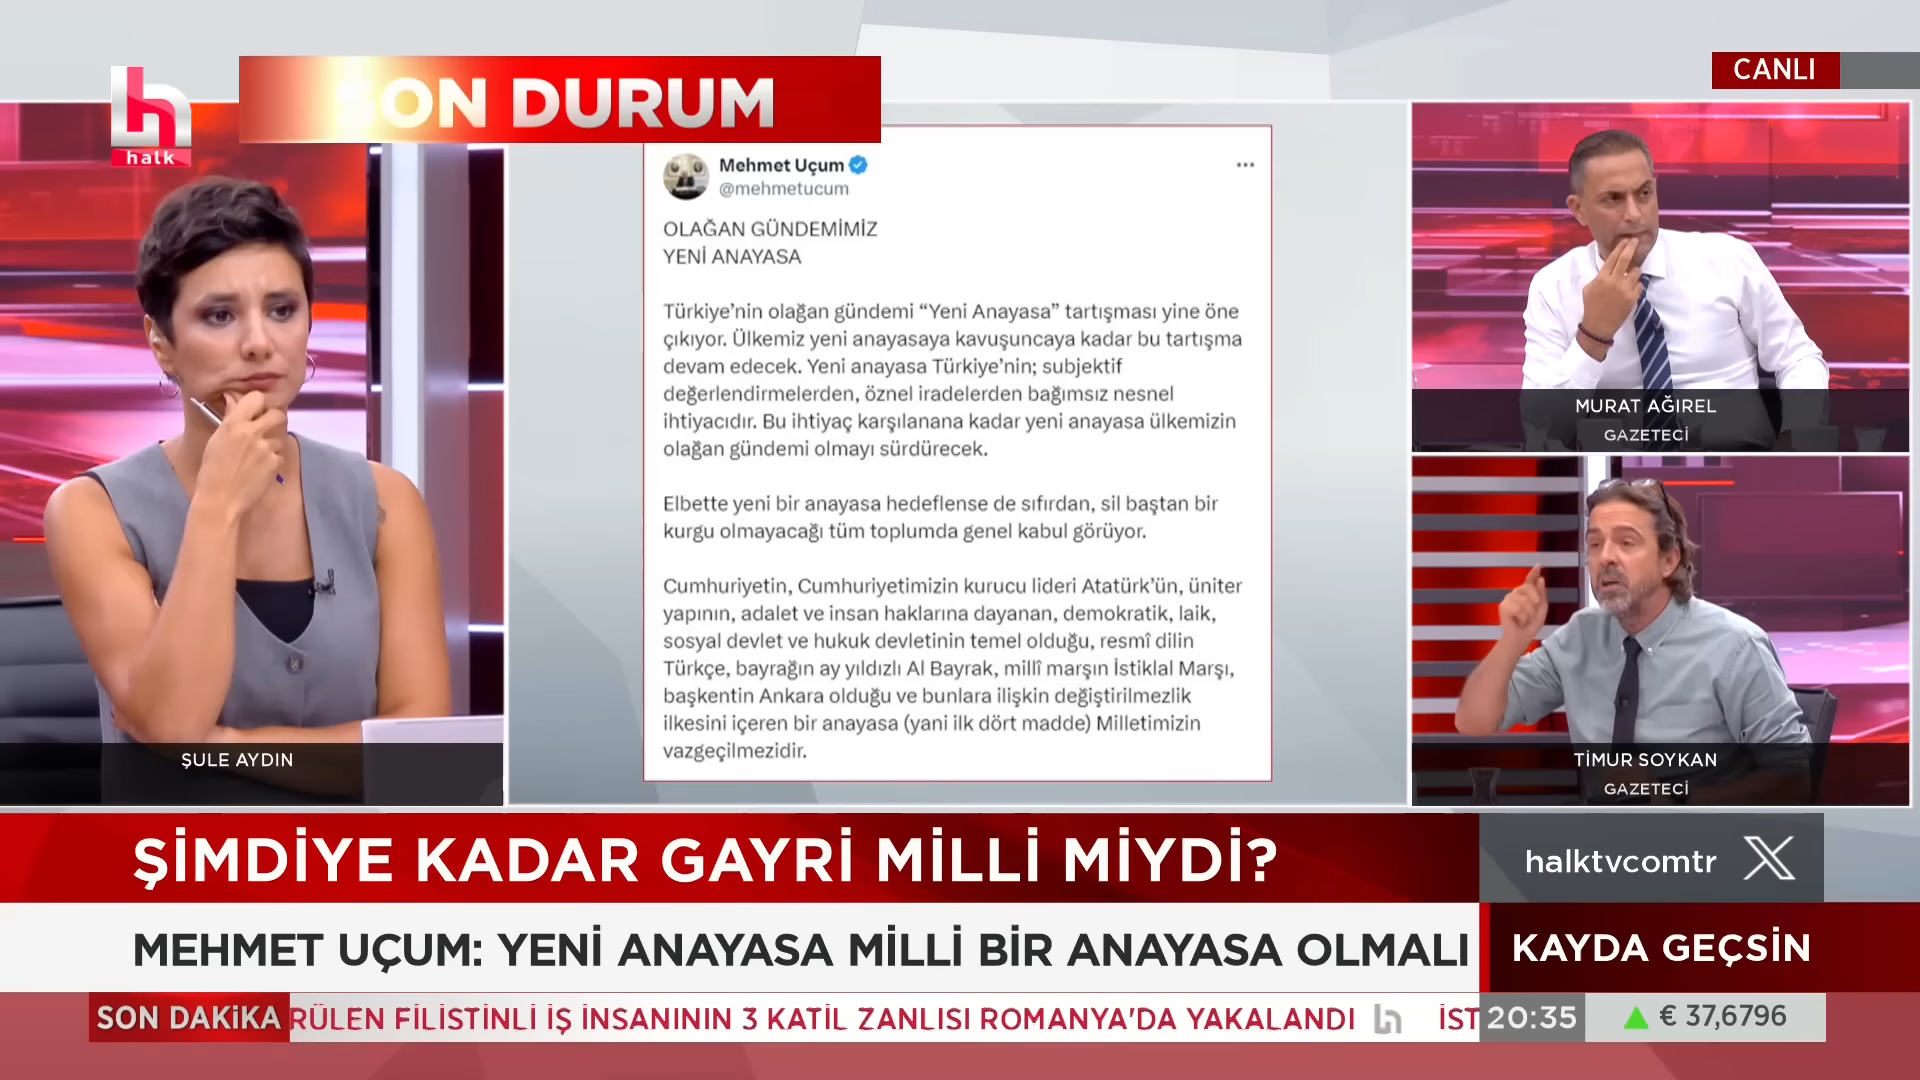 halk
SON DURUM
CANLI
Mehmet Uçum
@mehmetucum
OLAĞAN GÜNDEMİMİZ
YENİ ANAYASA
Türkiye’nin olağan gündemi “Yeni Anayasa” tartışması yine öne
çıkıyor. Ülkemiz yeni anayasaya kavuşuncaya kadar bu tartışma
devam edecek. Yeni anayasa Türkiye’nin; subjektif
değerlendirmelerden, öznel iradelerden bağımsız nesnel
ihtiyacıdır. Bu ihtiyaç karşılanana kadar yeni anayasa ülkemizin
olağan gündemi olmayı sürdürecek.
Elbette yeni bir anayasa hedeflense de sıfırdan, sil baştan bir
kurgu olmayacağı tüm toplumda genel kabul görüyor.
Cumhuriyetin, Cumhuriyetimizin kurucu lideri Atatürk’ün, üniter
yapının, adalet ve insan haklarına dayanan, demokratik, laik,
sosyal devlet ve hukuk devletinin temel olduğu, resmî dilin
Türkçe, bayrağın ay yıldızlı Al Bayrak, millî marşın İstiklal Marşı,
başkentin Ankara olduğu ve bunlara ilişkin değiştirilmezlik
ilkesini içeren bir anayasa (yani ilk dört madde) Milletimizin
vazgeçilmezidir.
MURAT AĞIREL
GAZETECİ
TİMUR SOYKAN
GAZETECİ
ŞULE AYDIN
ŞİMDİYE KADAR GAYRİ MİLLİ MİYDİ?
halktvcomtr X
MEHMET UÇUM: YENİ ANAYASA MİLLİ BİR ANAYASA OLMALI
KAYDA GEÇSİN
SON DAKİKA RÜLEN FİLİSTİNLİ İŞ İNSANININ 3 KATİL ZANLISI ROMANYA'DA YAKALANDI h İST 20:35 € 37,6796